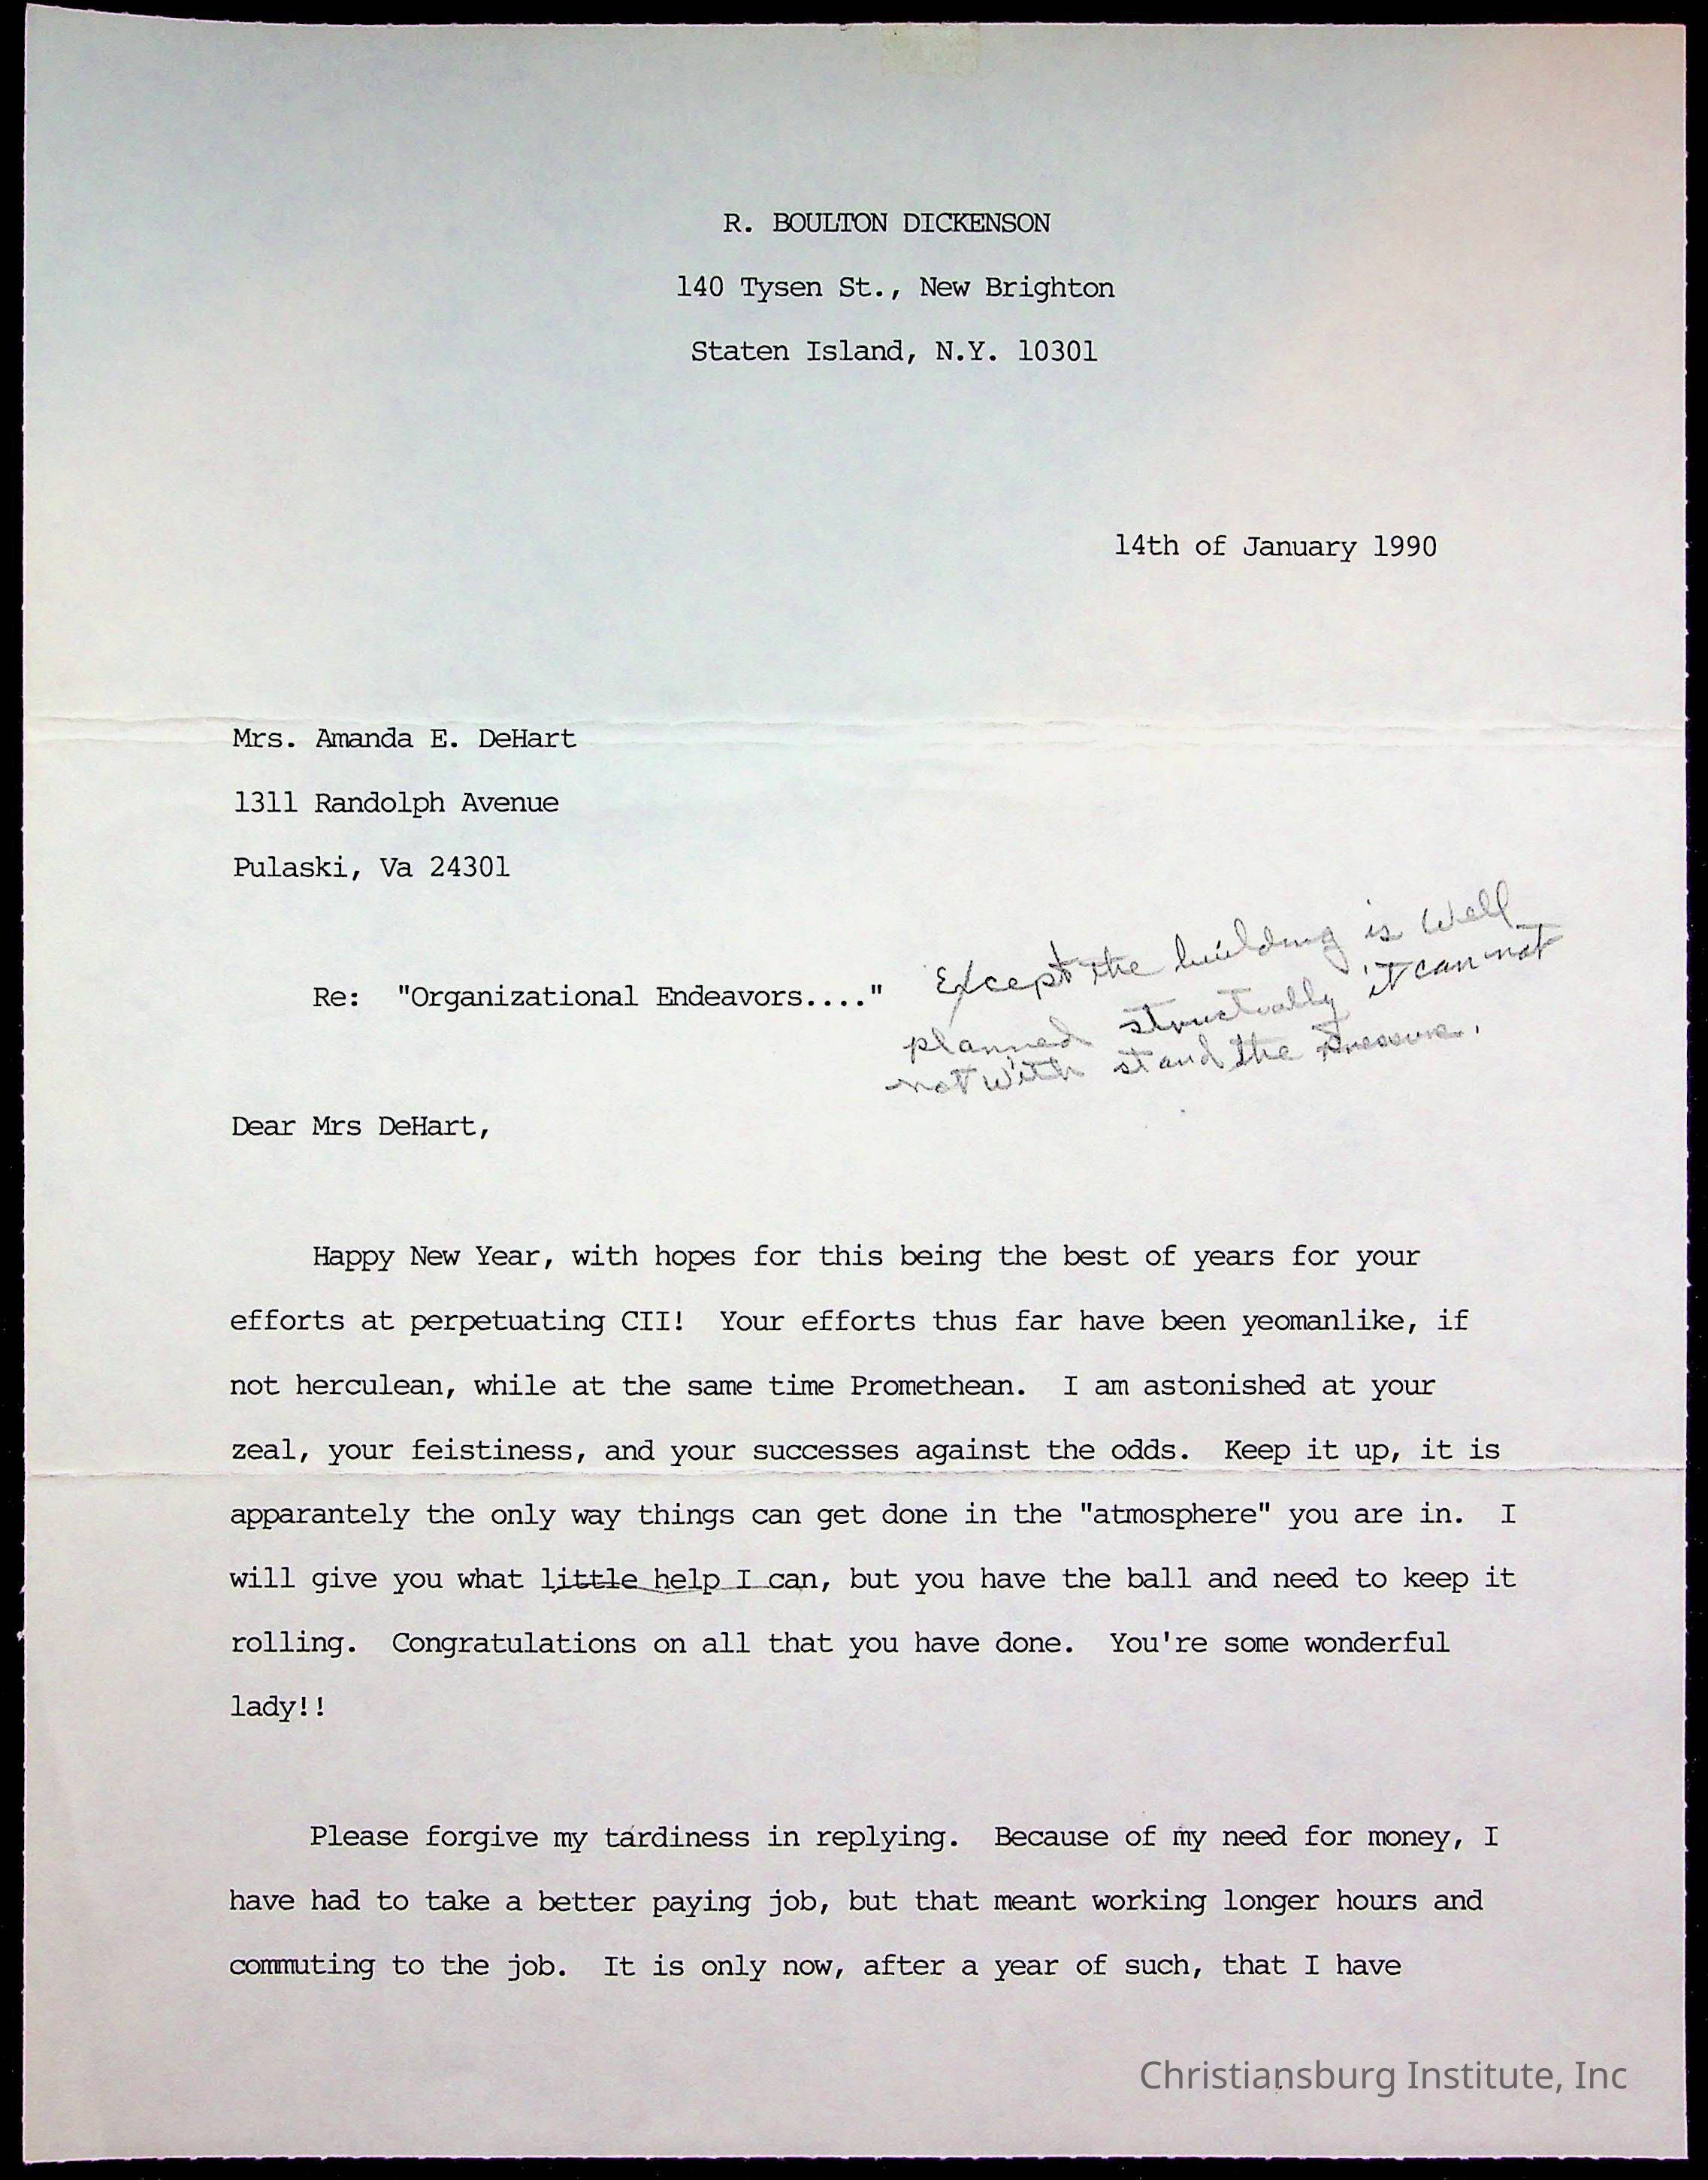 R. BOULTON DICKENSON
140 Tysen St., New Brighton
Staten Island, N.Y. 10301
14th of January 1990
Mrs. Amanda E. DeHart
1311 Randolph Avenue
Pulaski, Va 24301
Re: "Organizational Endeavors...."
Except the building is well
planned structually it can not
not with stand the pressure.
Dear Mrs DeHart,
Happy New Year, with hopes for this being the best of years for your
efforts at perpetuating CII! Your efforts thus far have been yeomanlike, if
not herculean, while at the same time Promethean. I am astonished at your
zeal, your feistiness, and your successes against the odds. Keep it up, it is
apparantely the only way things can get done in the "atmosphere" you are in. I
will give you what little help I can, but you have the ball and need to keep it
rolling. Congratulations on all that you have done. You're some wonderful
lady!!
Please forgive my tardiness in replying. Because of my need for money, I
have had to take a better paying job, but that meant working longer hours and
commuting to the job. It is only now, after a year of such, that I have
Christiansburg Institute, Inc